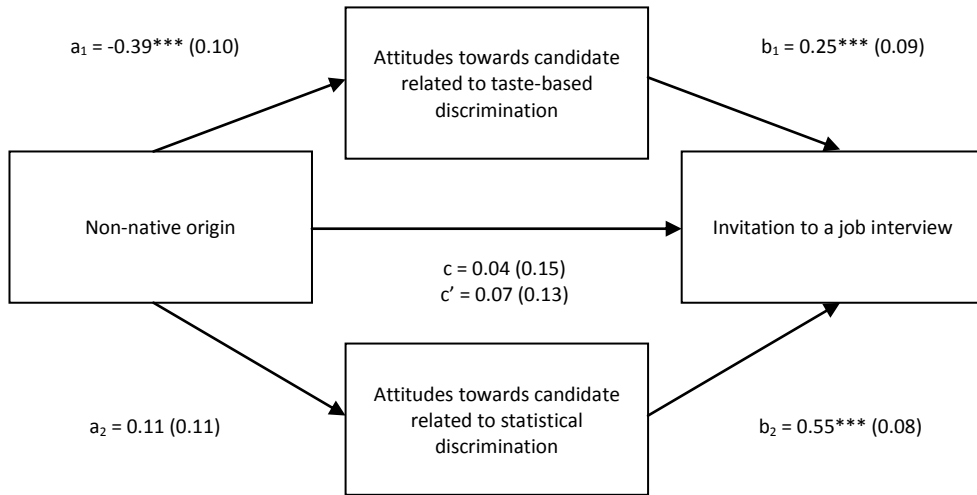 a₁ = -0.39*** (0.10)
Attitudes towards candidate
related to taste-based
discrimination
b₁ = 0.25*** (0.09)
Non-native origin
Invitation to a job interview
c = 0.04 (0.15)
c’ = 0.07 (0.13)
a₂ = 0.11 (0.11)
Attitudes towards candidate
related to statistical
discrimination
b₂ = 0.55*** (0.08)